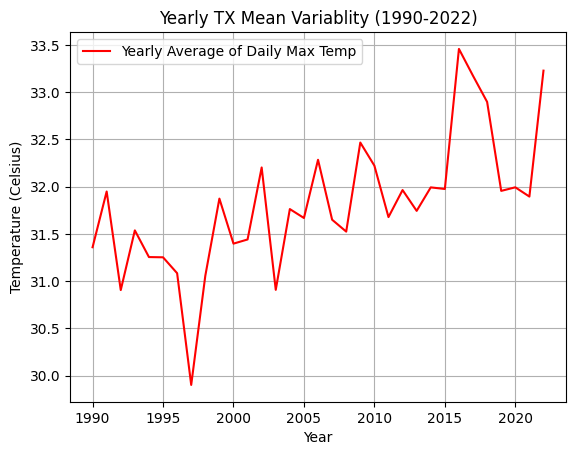 Yearly TX Mean Variablity (1990-2022)
Yearly Average of Daily Max Temp
Temperature (Celsius)
33.5
33.0
32.5
32.0
31.5
31.0
30.5
30.0
1990 1995 2000 2005 2010 2015 2020
Year